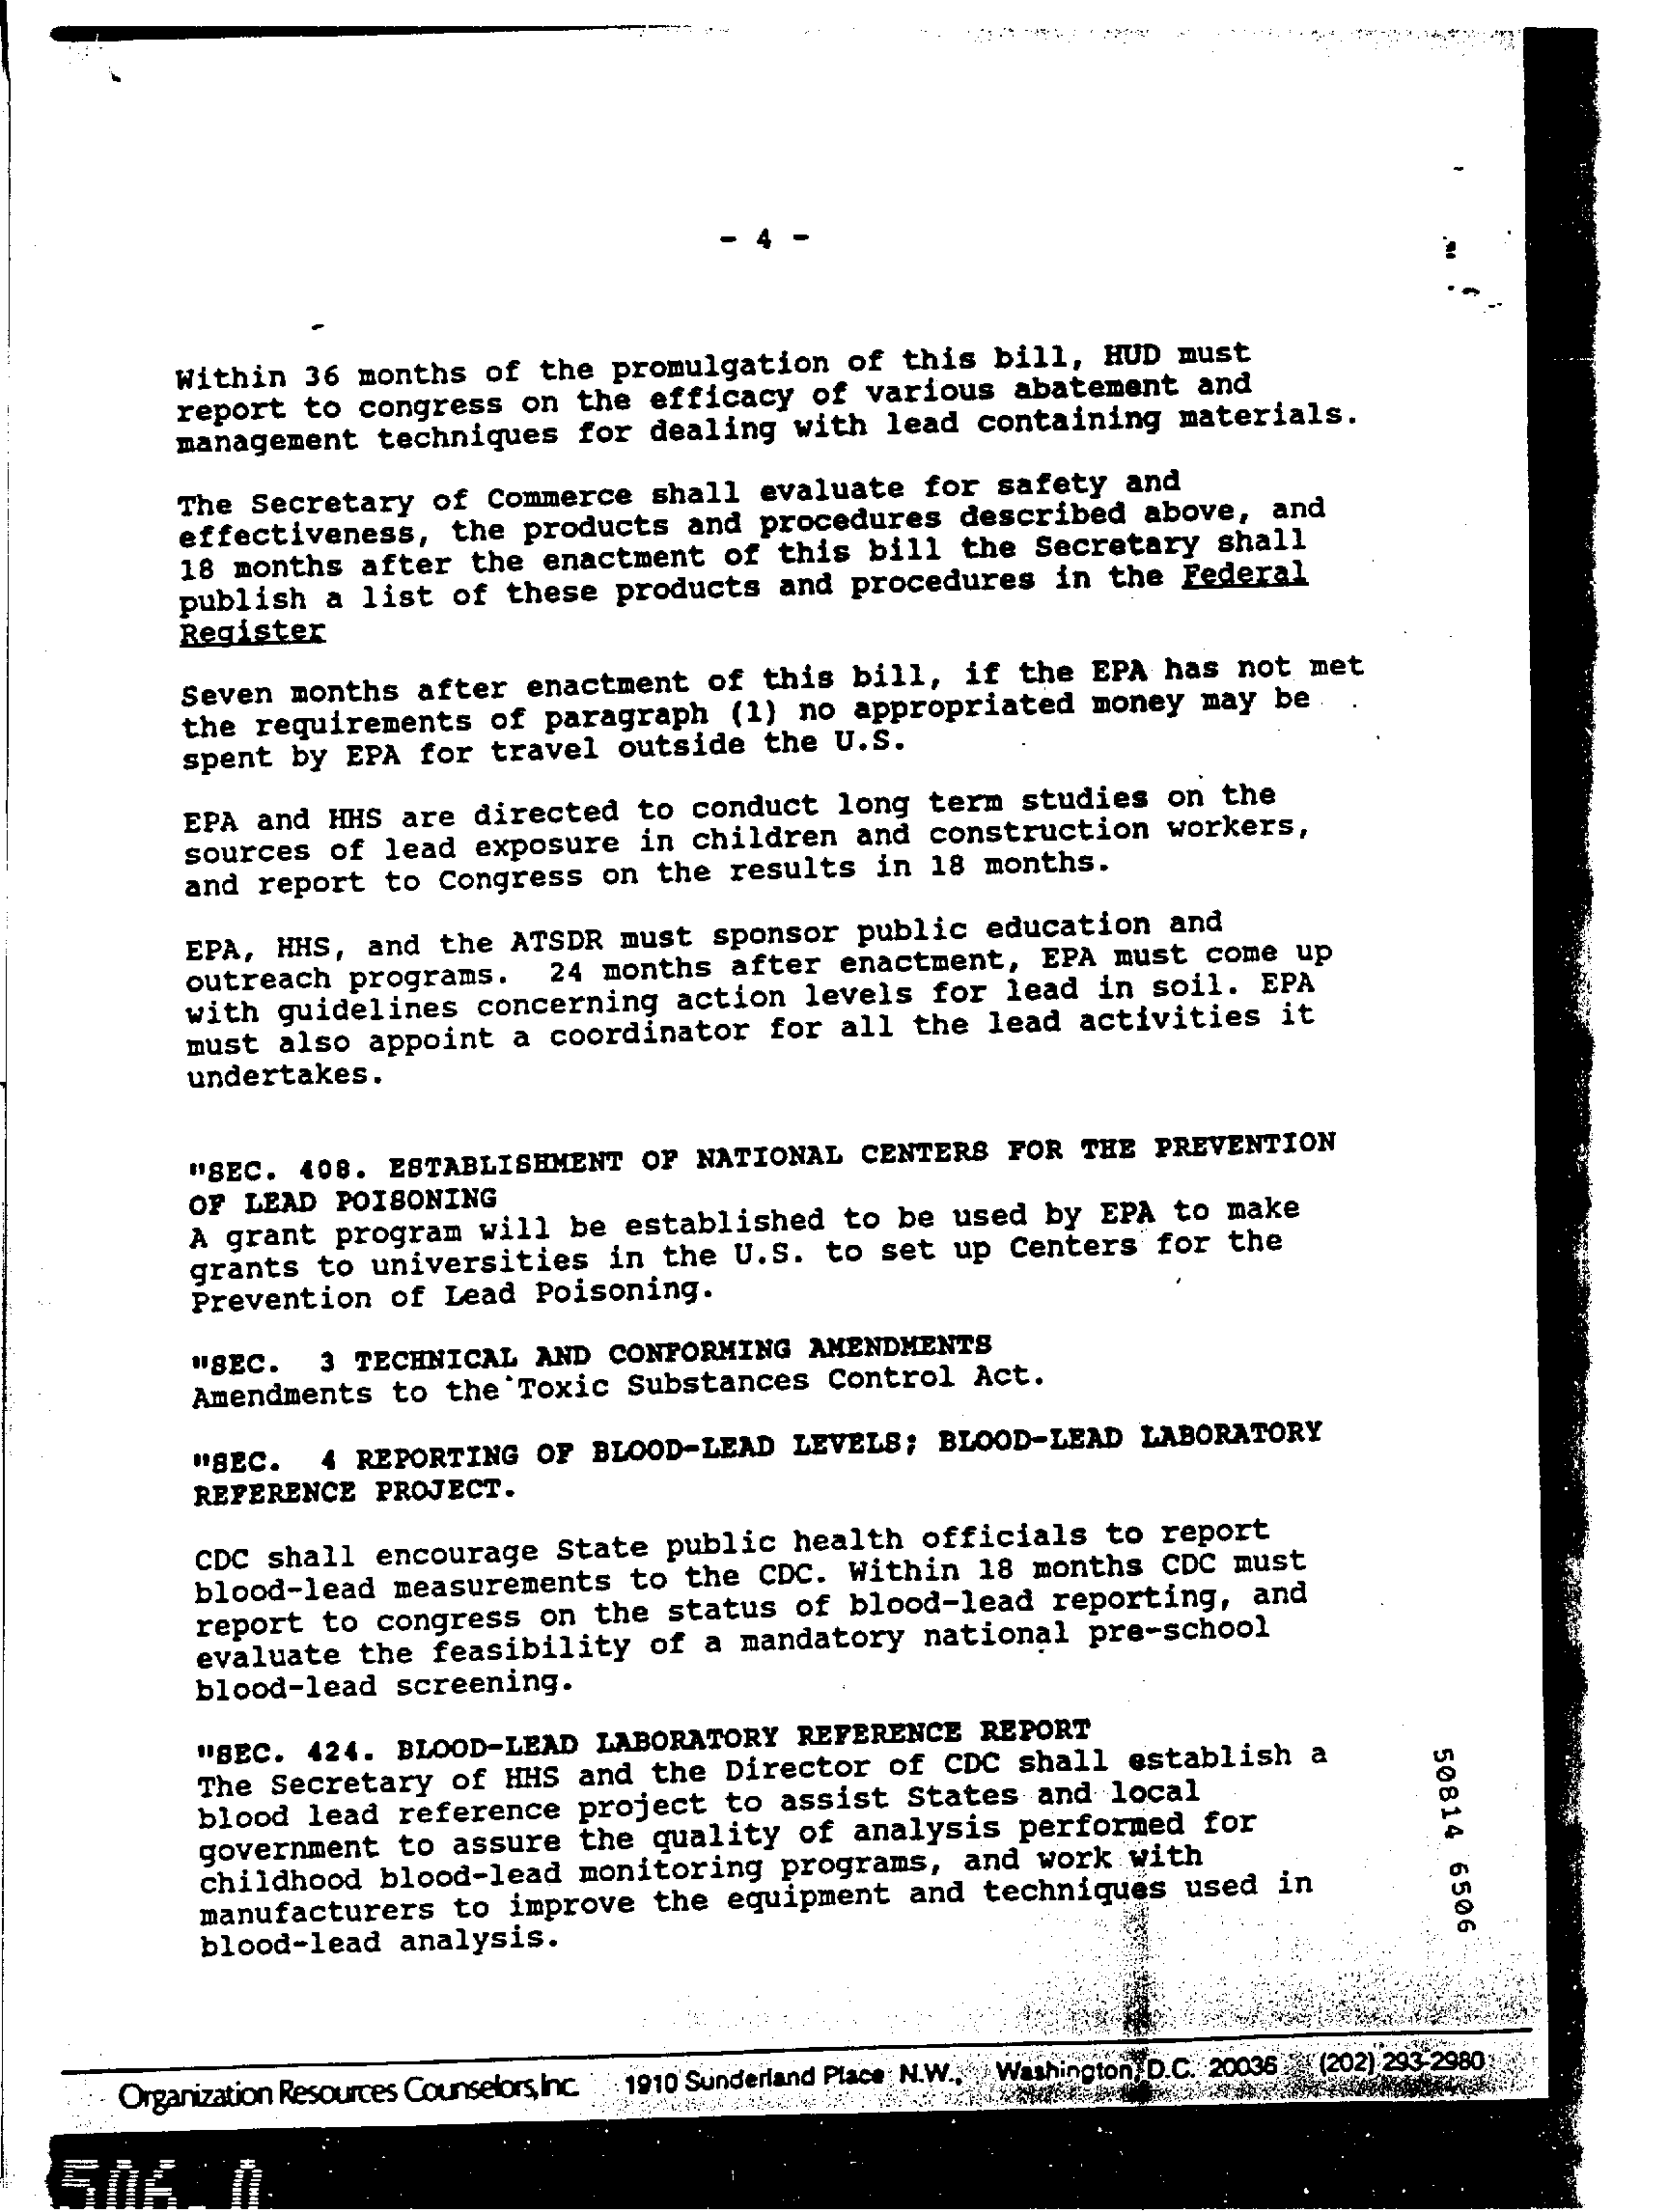 - 4 -
Within 36 months of the promulgation of this bill, HUD must
report to congress on the efficacy of various abatement and
management techniques for dealing with lead containing materials.
The Secretary of Commerce shall evaluate for safety and
effectiveness, the products and procedures described above, and
18 months after the enactment of this bill the Secretary shall
publish a list of these products and procedures in the Federal
Register
Seven months after enactment of this bill, if the EPA has not met
the requirements of paragraph (1) no appropriated money may be
spent by EPA for travel outside the U.S.
EPA and HHS are directed to conduct long term studies on the
sources of lead exposure in children and construction workers,
and report to Congress on the results in 18 months.
EPA, HHS, and the ATSDR must sponsor public education and
outreach programs.  24 months after enactment, EPA must come up
with guidelines concerning action levels for lead in soil. EPA
must also appoint a coordinator for all the lead activities it
undertakes.
"SEC. 408. ESTABLISHMENT OF NATIONAL CENTERS FOR THE PREVENTION
OF LEAD POISONING
A grant program will be established to be used by EPA to make
grants to universities in the U.S. to set up Centers for the
Prevention of Lead Poisoning.
"SEC.  3 TECHNICAL AND CONFORMING AMENDMENTS
Amendments to the Toxic Substances Control Act.
"SEC.  4 REPORTING OF BLOOD-LEAD LEVELS; BLOOD-LEAD LABORATORY
REFERENCE PROJECT.
CDC shall encourage State public health officials to report
blood-lead measurements to the CDC. Within 18 months CDC must
report to congress on the status of blood-lead reporting, and
evaluate the feasibility of a mandatory national pre-school
blood-lead screening.
"SEC. 424. BLOOD-LEAD LABORATORY REFERENCE REPORT
The Secretary of HHS and the Director of CDC shall establish a
blood lead reference project to assist States and local
government to assure the quality of analysis performed for
childhood blood-lead monitoring programs, and work with
manufacturers to improve the equipment and techniques used in
blood-lead analysis.
50814 6506
Organization Resources Counselors, Inc. 1910 Sunderland Place N.W., Washington, D.C. 20036 (202) 293-2980